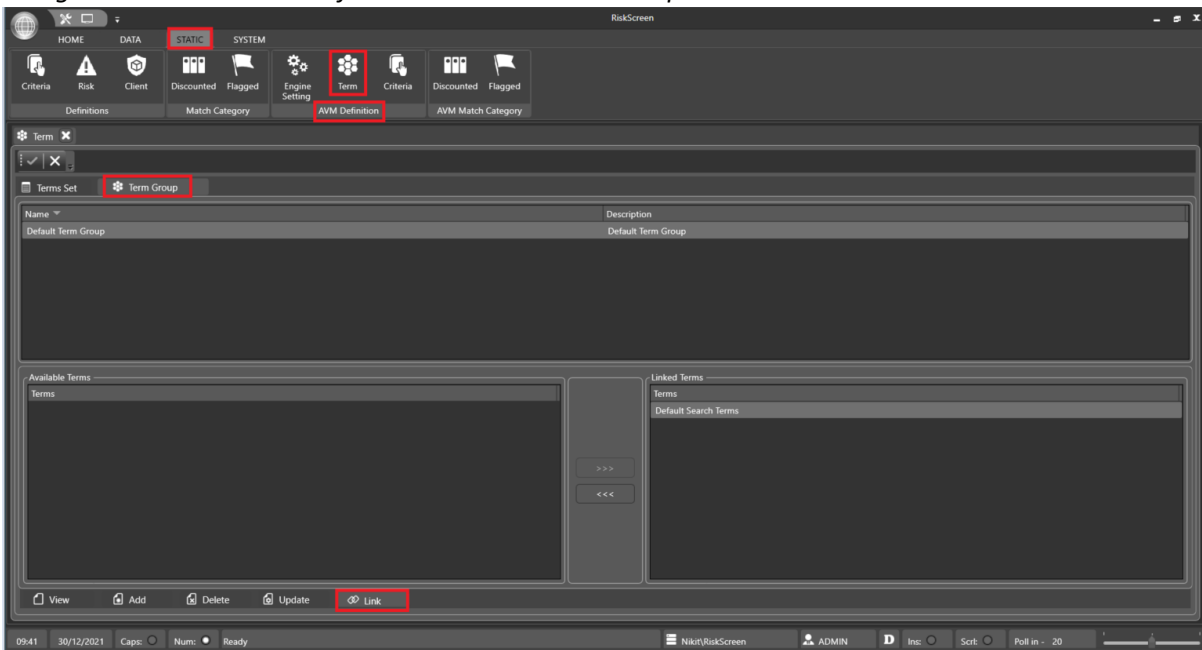 RiskScreen
HOME DATA STATIC SYSTEM
Criteria Risk Client Discounted Flagged Engine Setting Term Criteria Discounted Flagged
Definitions Match Category AVM Definition AVM Match Category
Term
Terms Set Term Group
Name Description
Default Term Group Default Term Group
Available Terms Linked Terms
Terms Terms
Default Search Terms
>>>
<<<
View Add Delete Update Link
09:41 30/12/2021 Caps: Num: Ready Nikit\RiskScreen ADMIN D Ins: Scrl: Poll in - 20